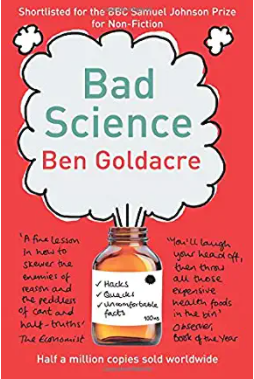 Shortlisted for the BBC Samuel Johnson Prize
for Non-Fiction
Bad
Science
Ben Goldacre
'A fine lesson
in how to
skewer the
enemies of
reason and
the peddlers
of cant and
half-truths'
The Economist
✓ Hacks
✓ Quacks
✓ Uncomfortable
facts
100ml
'You'll laugh
your head off,
then throw
all those
expensive
health foods
in the bin'
Observer,
Book of the Year
Half a million copies sold worldwide